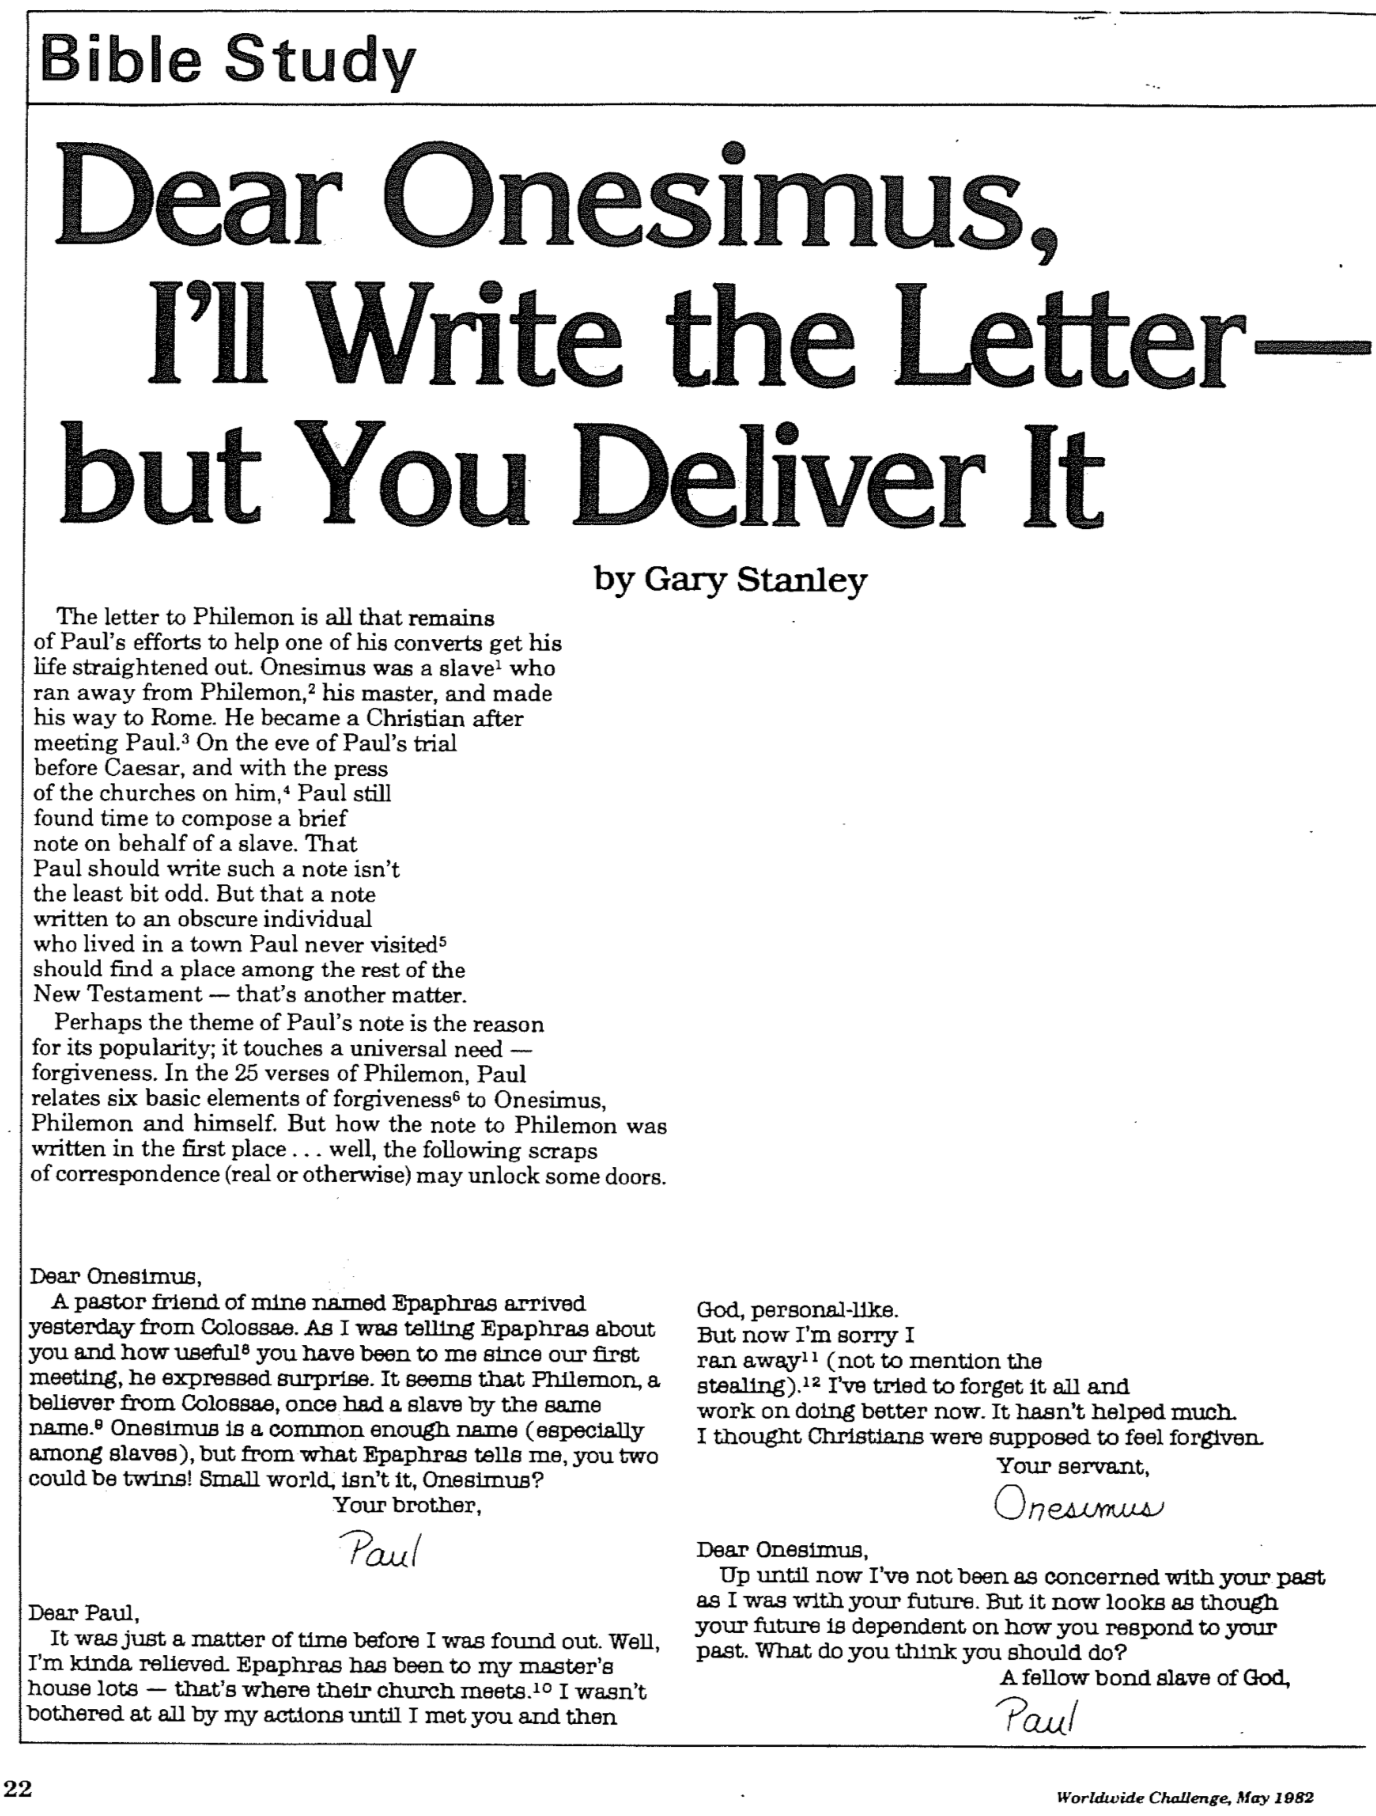 Bible Study
Dear Onesimus,
I'll Write the Letter—
but You Deliver It
by Gary Stanley
The letter to Philemon is all that remains
of Paul's efforts to help one of his converts get his
life straightened out. Onesimus was a slave¹ who
ran away from Philemon,² his master, and made
his way to Rome. He became a Christian after
meeting Paul.³ On the eve of Paul's trial
before Caesar, and with the press
of the churches on him,⁴ Paul still
found time to compose a brief
note on behalf of a slave. That
Paul should write such a note isn't
the least bit odd. But that a note
written to an obscure individual
who lived in a town Paul never visited⁵
should find a place among the rest of the
New Testament — that's another matter.
Perhaps the theme of Paul's note is the reason
for its popularity; it touches a universal need —
forgiveness. In the 25 verses of Philemon, Paul
relates six basic elements of forgiveness⁶ to Onesimus,
Philemon and himself. But how the note to Philemon was
written in the first place . . . well, the following scraps
of correspondence (real or otherwise) may unlock some doors.
Dear Onesimus,
A pastor friend of mine named Epaphras arrived
yesterday from Colossae. As I was telling Epaphras about
you and how useful⁸ you have been to me since our first
meeting, he expressed surprise. It seems that Philemon, a
believer from Colossae, once had a slave by the same
name.⁹ Onesimus is a common enough name (especially
among slaves), but from what Epaphras tells me, you two
could be twins! Small world, isn't it, Onesimus?
Your brother,
Paul
Dear Paul,
It was just a matter of time before I was found out. Well,
I'm kinda relieved. Epaphras has been to my master's
house lots — that's where their church meets.¹⁰ I wasn't
bothered at all by my actions until I met you and then
God, personal-like.
But now I'm sorry I
ran away¹¹ (not to mention the
stealing).¹² I've tried to forget it all and
work on doing better now. It hasn't helped much.
I thought Christians were supposed to feel forgiven.
Your servant,
Onesimus
Dear Onesimus,
Up until now I've not been as concerned with your past
as I was with your future. But it now looks as though
your future is dependent on how you respond to your
past. What do you think you should do?
A fellow bond slave of God,
Paul
22
Worldwide Challenge, May 1982